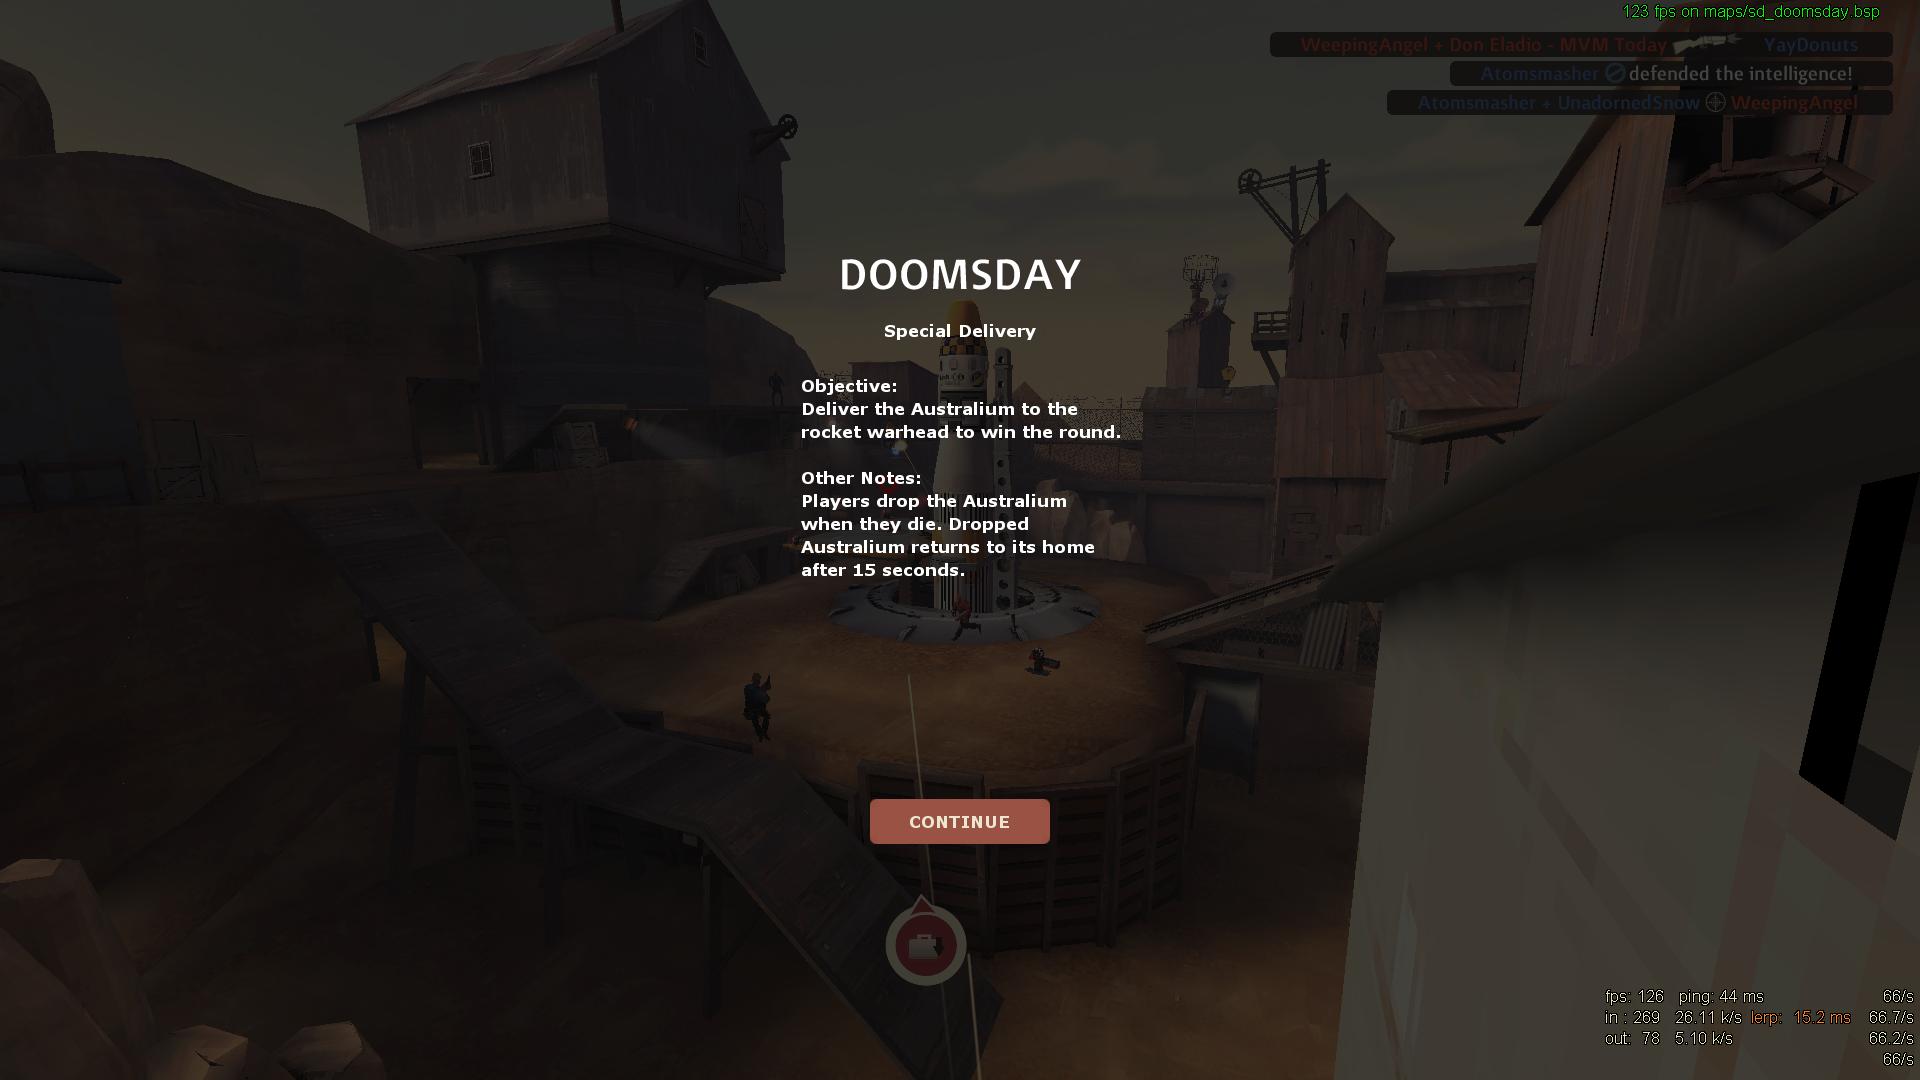 123 fps on maps/sd_doomsday.bsp
WeepingAngel + Don Eladio - MVM Today YayDonuts
Atomsmasher defended the intelligence!
Atomsmasher + UnadornedSnow WeepingAngel
DOOMSDAY
Special Delivery
Objective:
Deliver the Australium to the
rocket warhead to win the round.
Other Notes:
Players drop the Australium
when they die. Dropped
Australium returns to its home
after 15 seconds.
CONTINUE
fps: 126 ping: 44 ms 66/s
in : 269 26.11 k/s lerp: 15.2 ms 66.7/s
out: 78 5.10 k/s 66.2/s
66/s